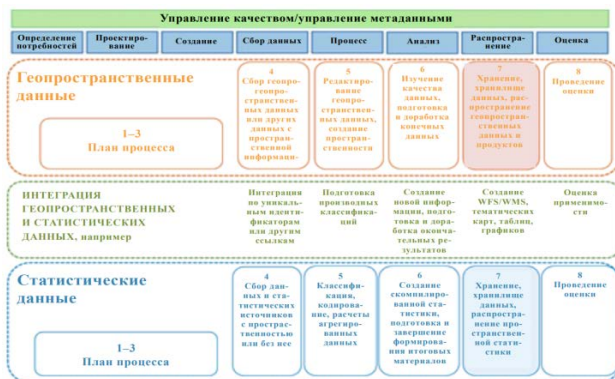 Управление качеством/управление метаданными
Определение
потребностей
Проектиро-
вание
Создание
Сбор данных
Процесс
Анализ
Распростра-
нение
Оценка
Геопространственные
данные
1–3
План процесса
4
Сбор геопро-
геопро-
странствен-
ных данных
или других
данных с
простран-
ственной
информаци-
5
Редактиро-
вание
геопро-
странствен-
ных данных,
создание
простран-
ственности
6
Изучение
качества
данных,
подготовка
и доработка
конечных
данных
7
Хранение,
хранилище
данных, рас-
пространение
геопростран-
ственных
данных и
продуктов
8
Проведение
оценки
ИНТЕГРАЦИЯ
ГЕОПРОСТРАНСТВЕННЫХ
И СТАТИСТИЧЕСКИХ
ДАННЫХ, например
Интеграция
по уникаль-
ным иденти-
фикаторам
или другим
ссылкам
Подготовка
производных
классифика-
ций
Создание
новой инфор-
мации, подго-
товка и дора-
ботка оконча-
тельных ре-
зультатов
Создание
WFS/WMS,
тематических
карт, таблиц,
графиков
Оценка
применимо-
сти
Статистические
данные
1–3
План процесса
4
Сбор дан-
ных и ста-
тистических
источников
с прострас-
твенностью
или без нее
5
Классифи-
кация,
кодирова-
ние, расчеты
агрегирован-
ных данных
6
Создание
скомпилиро-
ванной ста-
тистики,
подготовка и
завершение
формирова-
ния итоговых
материалов
7
Хранение,
хранилище
данных,
распростра-
нение про-
странствен-
ной стати-
стики
8
Проведение
оценки